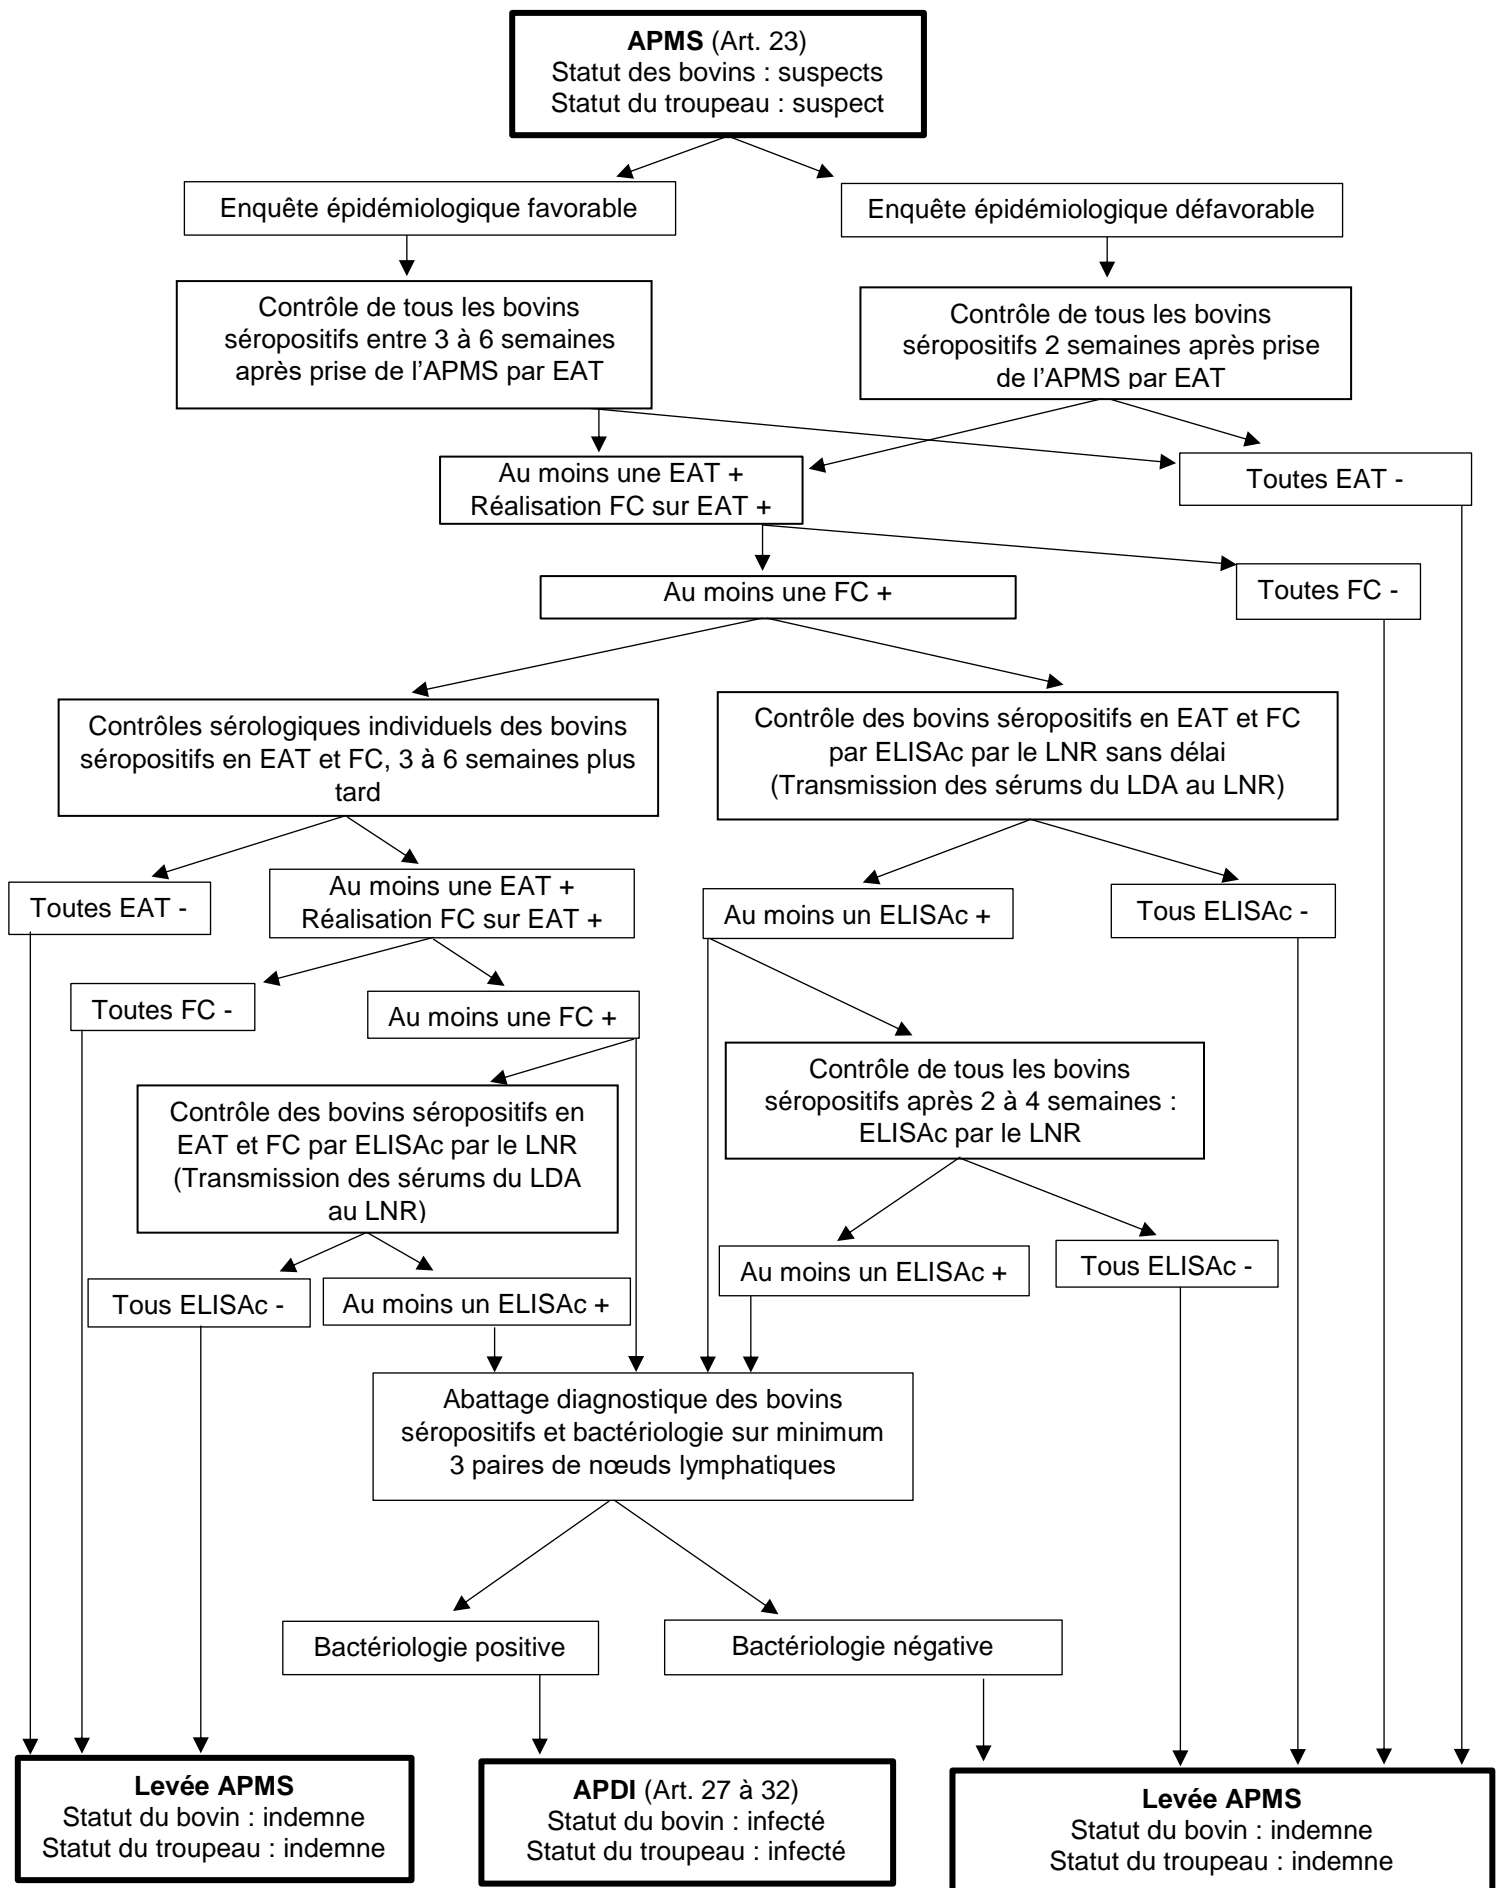 APMS (Art. 23)
Statut des bovins : suspects
Statut du troupeau : suspect
Enquête épidémiologique favorable
Enquête épidémiologique défavorable
Contrôle de tous les bovins
séropositifs entre 3 à 6 semaines
après prise de l'APMS par EAT
Contrôle de tous les bovins
séropositifs 2 semaines après prise
de l'APMS par EAT
Au moins une EAT +
Réalisation FC sur EAT +
Toutes EAT -
Au moins une FC +
Toutes FC -
Contrôles sérologiques individuels des bovins
séropositifs en EAT et FC, 3 à 6 semaines plus
tard
Contrôle des bovins séropositifs en EAT et FC
par ELISAc par le LNR sans délai
(Transmission des sérums du LDA au LNR)
Toutes EAT -
Au moins une EAT +
Réalisation FC sur EAT +
Au moins un ELISAc +
Tous ELISAc -
Toutes FC -
Au moins une FC +
Contrôle de tous les bovins
séropositifs après 2 à 4 semaines :
ELISAc par le LNR
Contrôle des bovins séropositifs en
EAT et FC par ELISAc par le LNR
(Transmission des sérums du LDA
au LNR)
Au moins un ELISAc +
Tous ELISAc -
Tous ELISAc -
Au moins un ELISAc +
Abattage diagnostique des bovins
séropositifs et bactériologie sur minimum
3 paires de nœuds lymphatiques
Bactériologie positive
Bactériologie négative
Levée APMS
Statut du bovin : indemne
Statut du troupeau : indemne
APDI (Art. 27 à 32)
Statut du bovin : infecté
Statut du troupeau : infecté
Levée APMS
Statut du bovin : indemne
Statut du troupeau : indemne